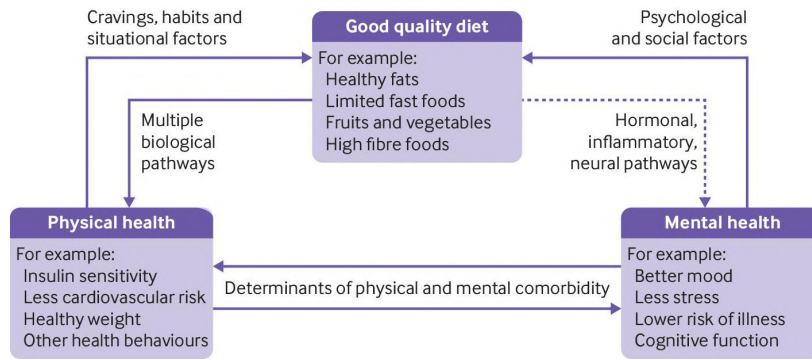 Cravings, habits and
situational factors
Good quality diet
For example:
Healthy fats
Limited fast foods
Fruits and vegetables
High fibre foods
Psychological
and social factors
Multiple
biological
pathways
Hormonal,
inflammatory,
neural pathways
Physical health
For example:
Insulin sensitivity
Less cardiovascular risk
Healthy weight
Other health behaviours
Determinants of physical and mental comorbidity
Mental health
For example:
Better mood
Less stress
Lower risk of illness
Cognitive function